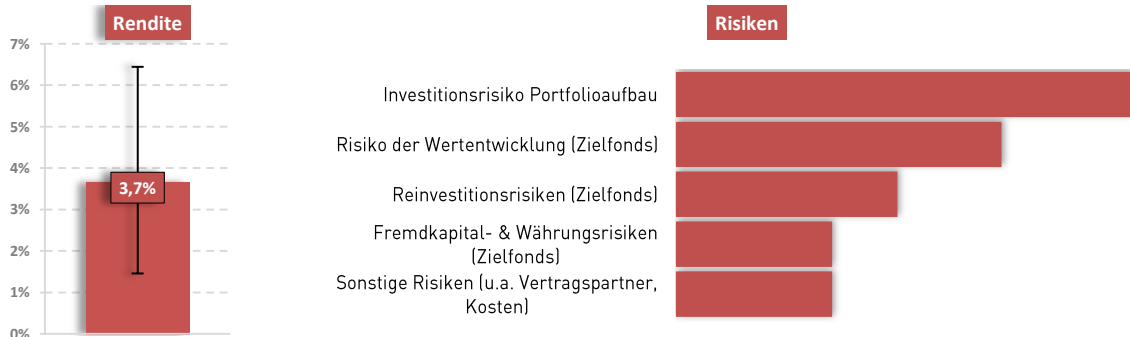 Rendite
7%
6%
5%
4%
3%
2%
1%
0%
3,7%
Risiken
Investitionsrisiko Portfolioaufbau
Risiko der Wertentwicklung (Zielfonds)
Reinvestitionsrisiken (Zielfonds)
Fremdkapital- & Währungsrisiken
(Zielfonds)
Sonstige Risiken (u.a. Vertragspartner,
Kosten)